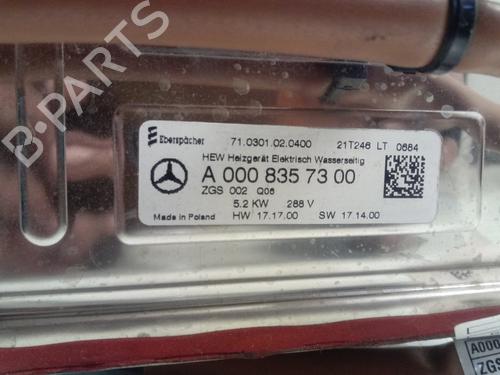 Eberspächer 71.0301.02.0400 21T246 LT 0684
HEW Heizgerät Elektrisch Wasserseitig
A 000 835 73 00
ZGS 002 Q06
5.2 KW 288 V
Made in Poland HW 17.17.00 SW 17.14.00
B-PARTS
A000
ZGS